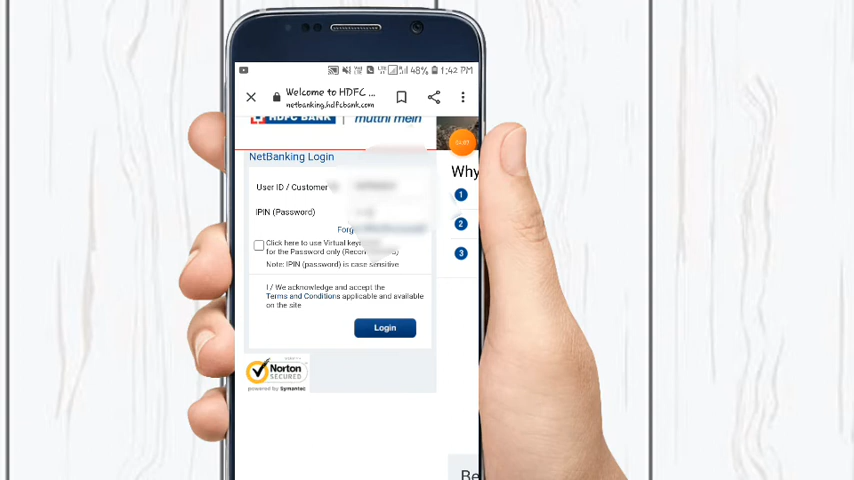 48% 1:42 PM
Welcome to HDFC ...
netbanking.hdfcbank.com
HDFC BANK mutthi mein
NetBanking Login
User ID / Customer
IPIN (Password)
Forg
Click here to use Virtual key
for the Password only (Recom
Note: IPIN (password) is case sensitive
I / We acknowledge and accept the
Terms and Conditions applicable and available
on the site
Login
Norton
SECURED
powered by Symantec
Why
1
2
3
Be